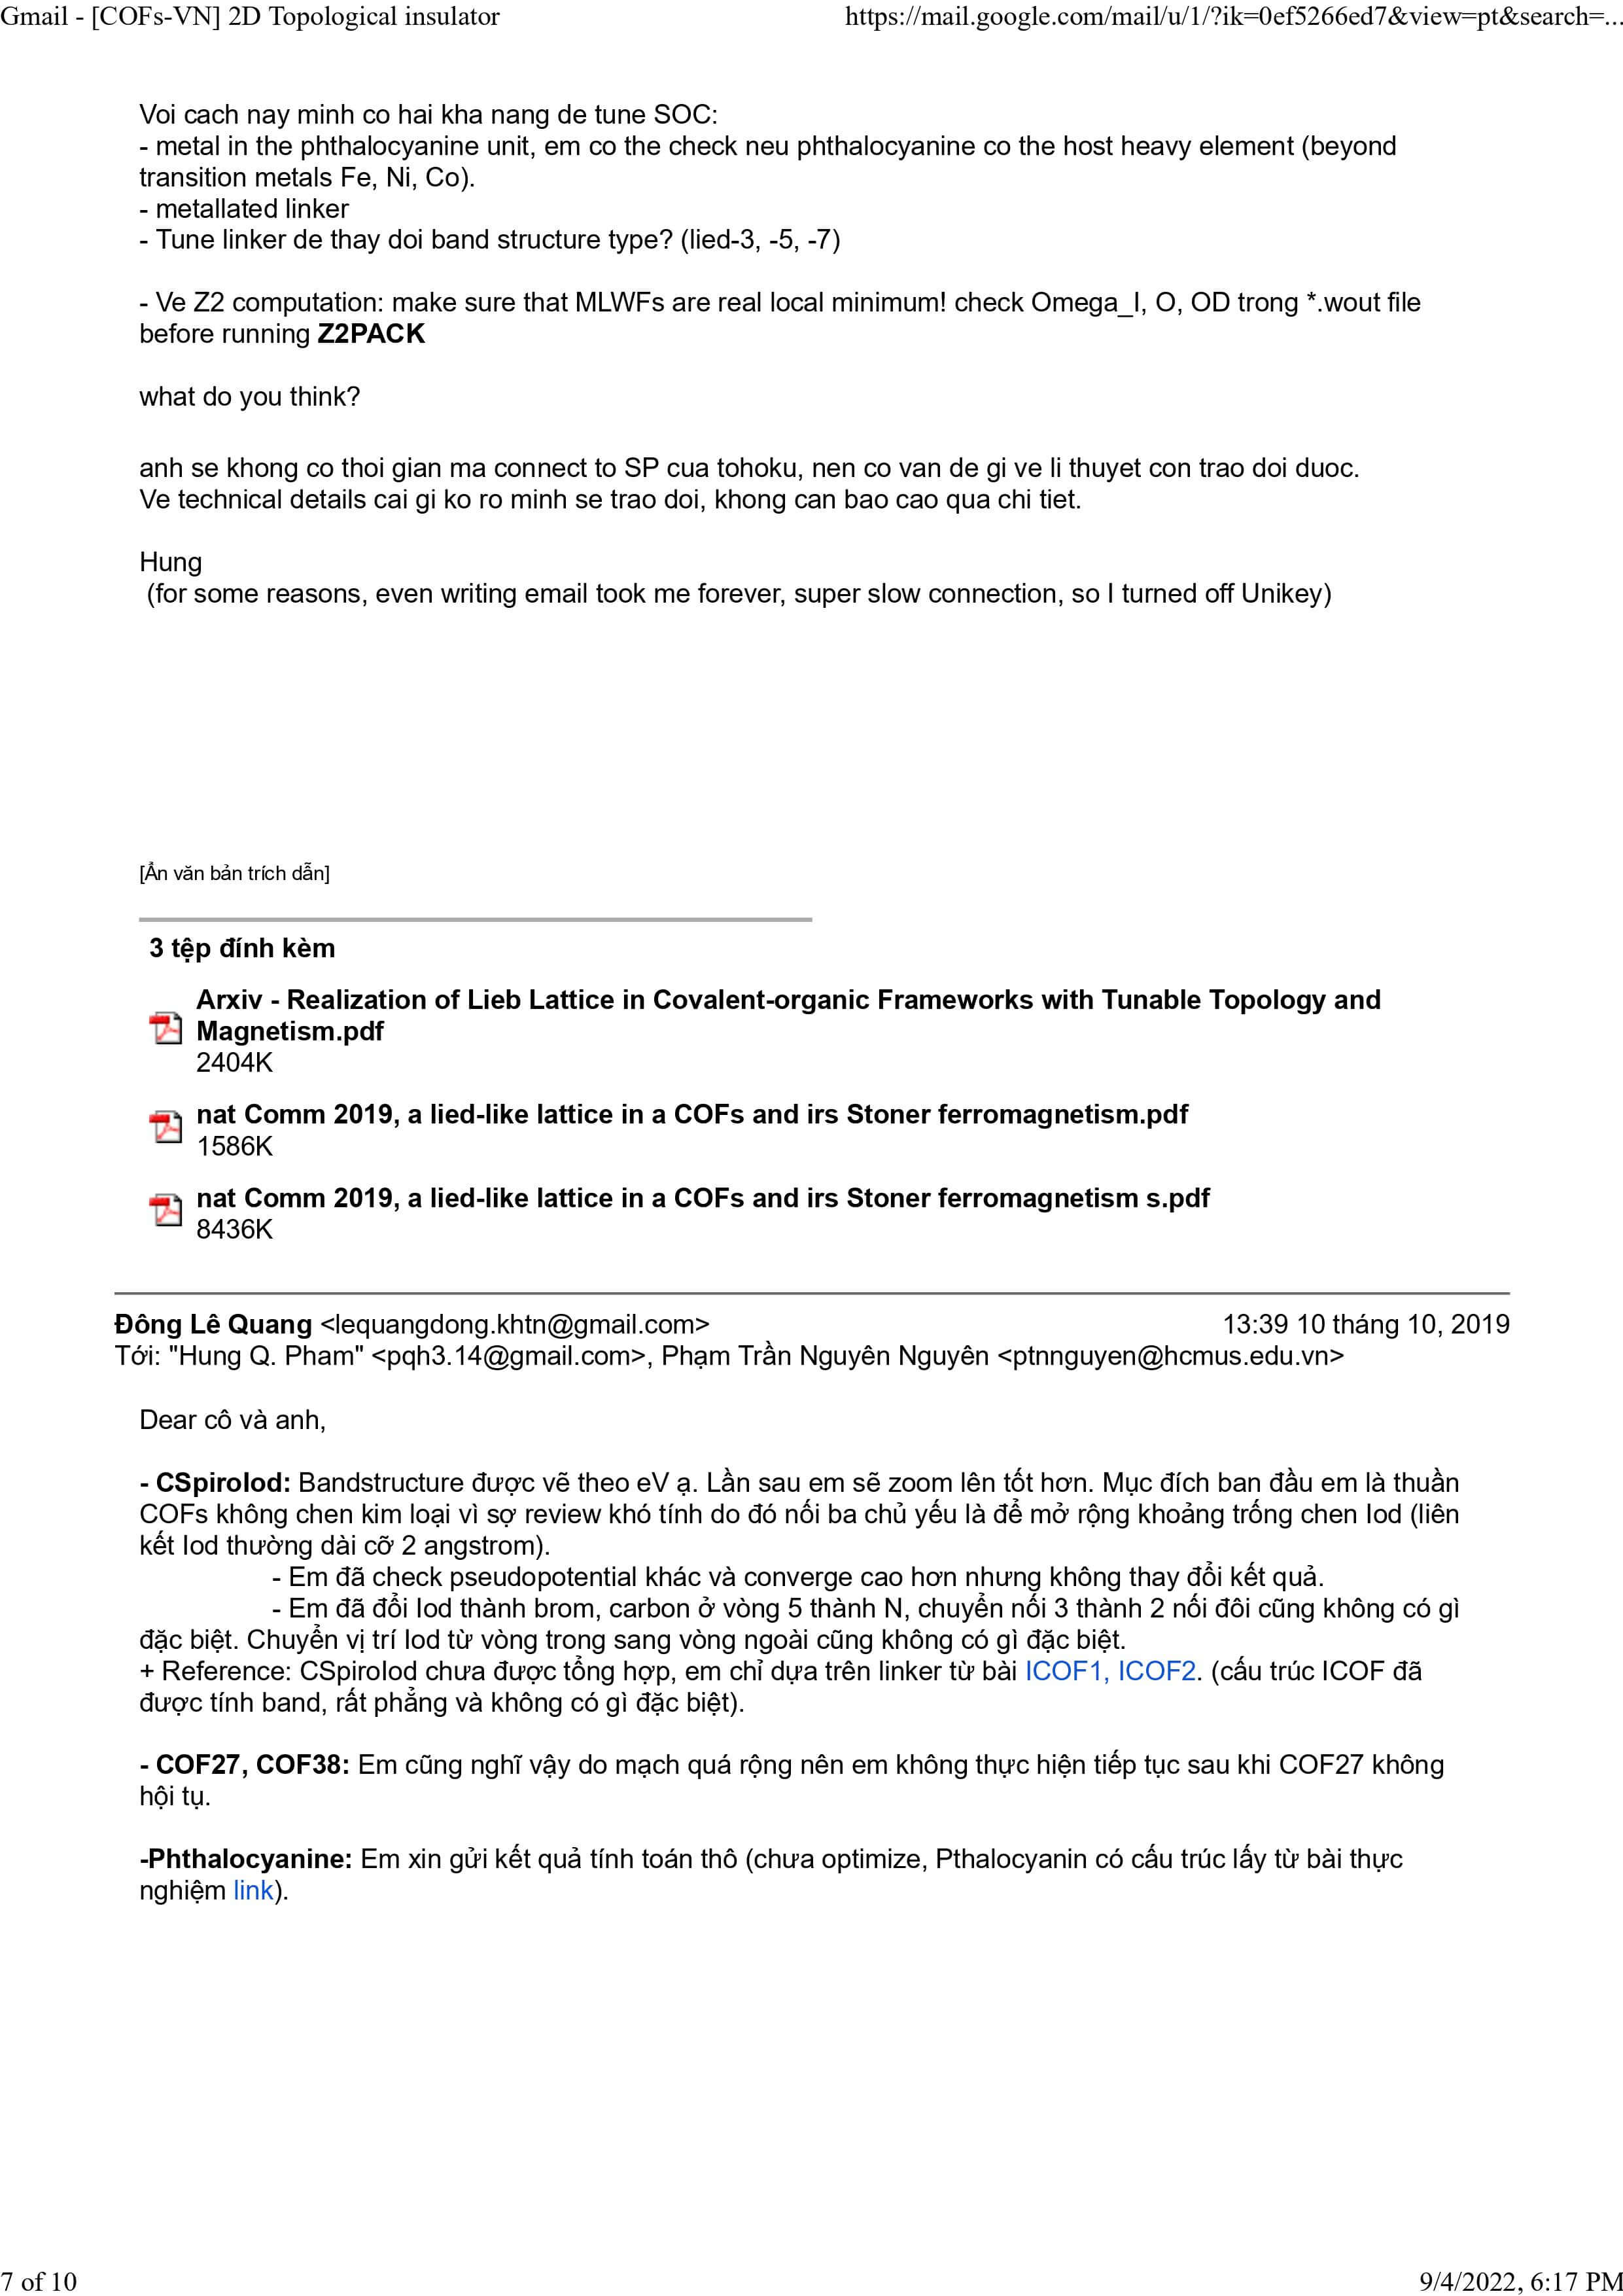 Gmail - [COFs-VN] 2D Topological insulator
https://mail.google.com/mail/u/1/?ik=0ef5266ed7&view=pt&search=...
Voi cach nay minh co hai kha nang de tune SOC:
- metal in the phthalocyanine unit, em co the check neu phthalocyanine co the host heavy element (beyond
transition metals Fe, Ni, Co).
- metallated linker
- Tune linker de thay doi band structure type? (lied-3, -5, -7)
- Ve Z2 computation: make sure that MLWFs are real local minimum! check Omega_I, O, OD trong *.wout file
before running Z2PACK
what do you think?
anh se khong co thoi gian ma connect to SP cua tohoku, nen co van de gi ve li thuyet con trao doi duoc.
Ve technical details cai gi ko ro minh se trao doi, khong can bao cao qua chi tiet.
Hung
(for some reasons, even writing email took me forever, super slow connection, so I turned off Unikey)
[Ẩn văn bản trích dẫn]
3 tệp đính kèm
Arxiv - Realization of Lieb Lattice in Covalent-organic Frameworks with Tunable Topology and
Magnetism.pdf
2404K
nat Comm 2019, a lied-like lattice in a COFs and irs Stoner ferromagnetism.pdf
1586K
nat Comm 2019, a lied-like lattice in a COFs and irs Stoner ferromagnetism s.pdf
8436K
Đông Lê Quang <lequangdong.khtn@gmail.com>
13:39 10 tháng 10, 2019
Tới: "Hung Q. Pham" <pqh3.14@gmail.com>, Phạm Trần Nguyên Nguyên <ptnnguyen@hcmus.edu.vn>
Dear cô và anh,
- CSpiroIod: Bandstructure được vẽ theo eV ạ. Lần sau em sẽ zoom lên tốt hơn. Mục đích ban đầu em là thuần
COFs không chen kim loại vì sợ review khó tính do đó nối ba chủ yếu là để mở rộng khoảng trống chen Iod (liên
kết Iod thường dài cỡ 2 angstrom).
- Em đã check pseudopotential khác và converge cao hơn nhưng không thay đổi kết quả.
- Em đã đổi Iod thành brom, carbon ở vòng 5 thành N, chuyển nối 3 thành 2 nối đôi cũng không có gì
đặc biệt. Chuyển vị trí Iod từ vòng trong sang vòng ngoài cũng không có gì đặc biệt.
+ Reference: CSpiroIod chưa được tổng hợp, em chỉ dựa trên linker từ bài ICOF1, ICOF2. (cấu trúc ICOF đã
được tính band, rất phẳng và không có gì đặc biệt).
- COF27, COF38: Em cũng nghĩ vậy do mạch quá rộng nên em không thực hiện tiếp tục sau khi COF27 không
hội tụ.
-Phthalocyanine: Em xin gửi kết quả tính toán thô (chưa optimize, Pthalocyanin có cấu trúc lấy từ bài thực
nghiệm link).
7 of 10
9/4/2022, 6:17 PM